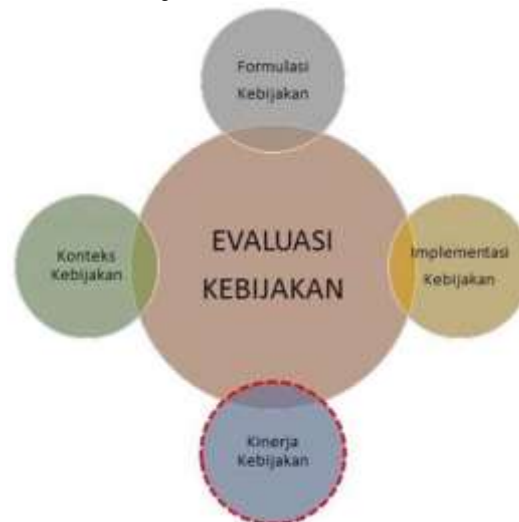 Formulasi
Kebijakan
EVALUASI
KEBIJAKAN
Konteks
Kebijakan
Implementasi
Kebijakan
Kinerja
Kebijakan